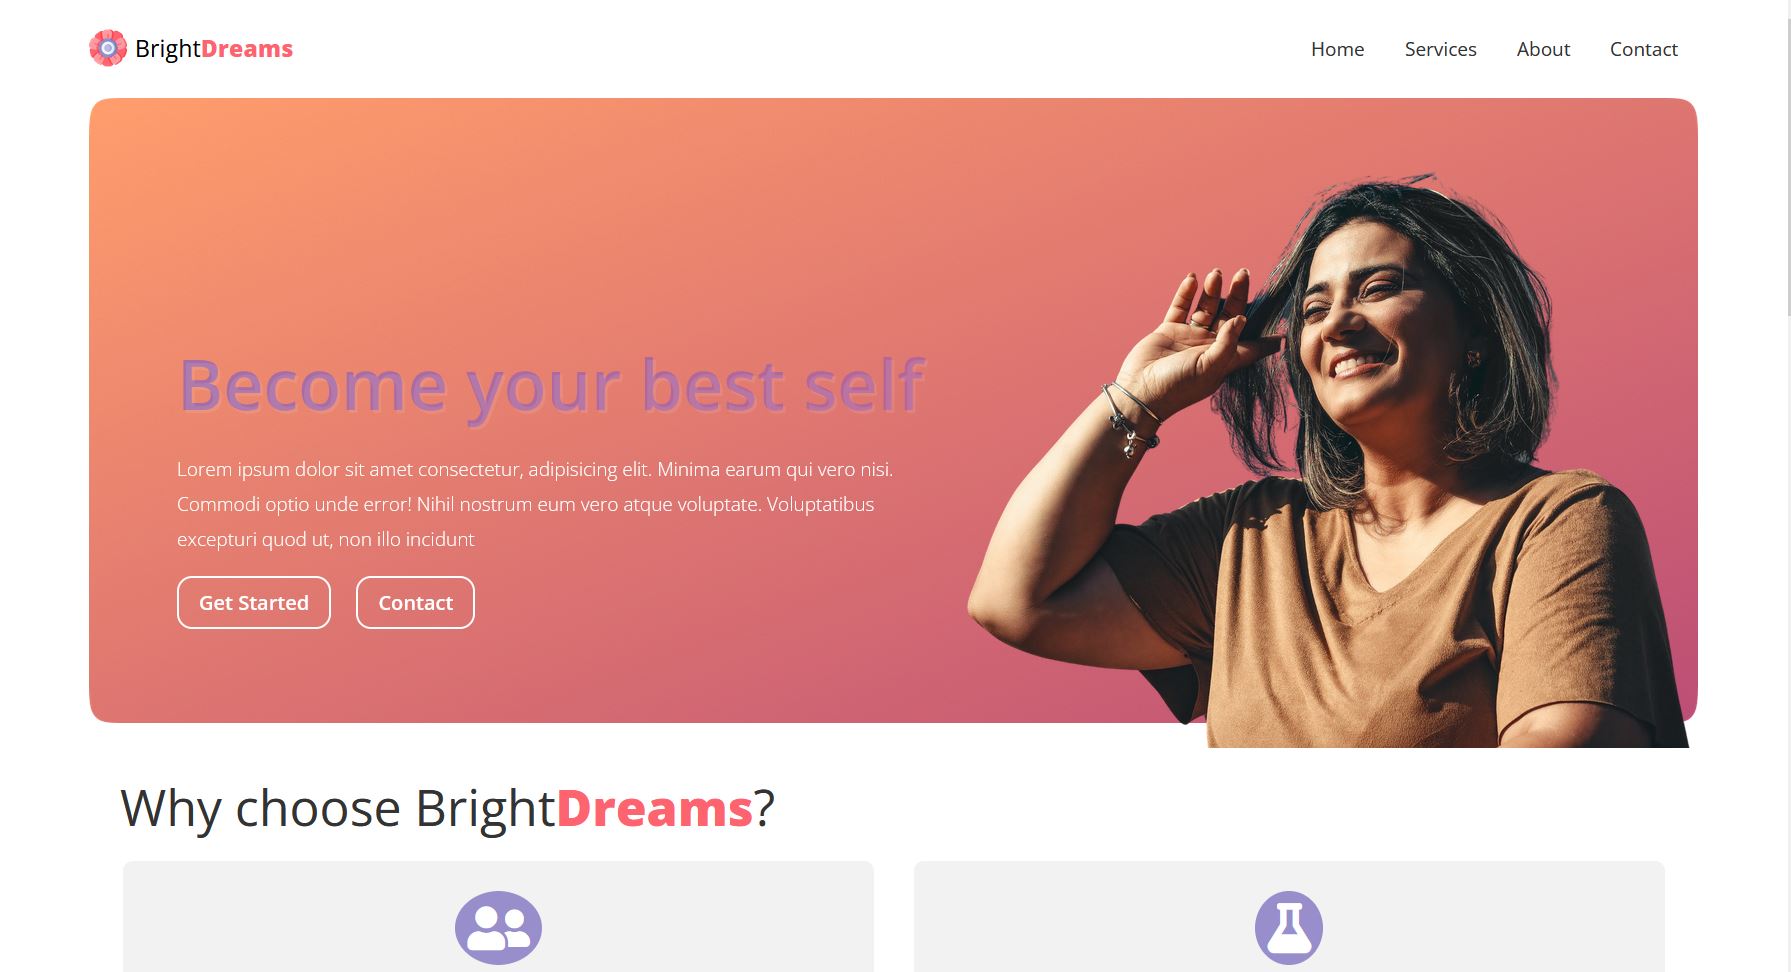 BrightDreams
Home Services About Contact
Become your best self
Lorem ipsum dolor sit amet consectetur, adipisicing elit. Minima earum qui vero nisi.
Commodi optio unde error! Nihil nostrum eum vero atque voluptate. Voluptatibus
excepturi quod ut, non illo incidunt
Get Started Contact
Why choose BrightDreams?